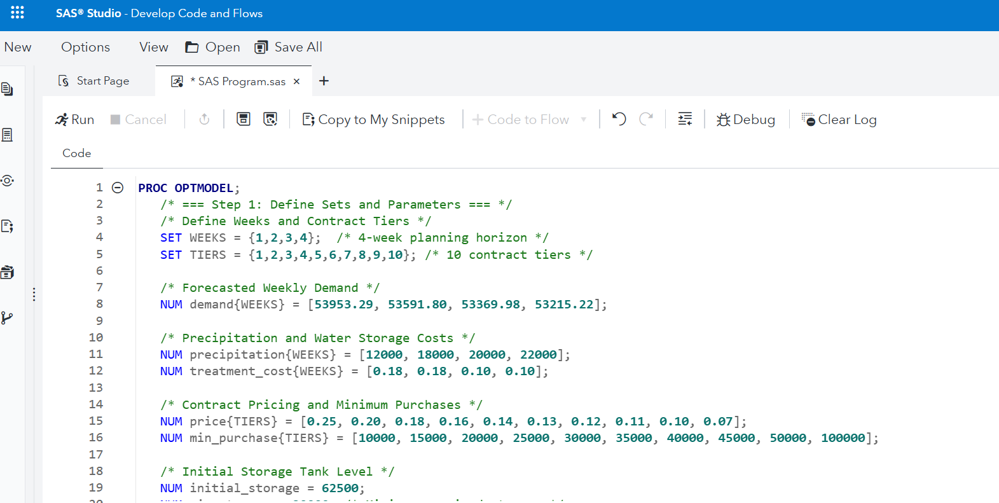 SAS® Studio - Develop Code and Flows
New Options View Open Save All
Start Page * SAS Program.sas × +
Run Cancel Copy to My Snippets + Code to Flow Debug Clear Log
Code
1 PROC OPTMODEL;
2 /* === Step 1: Define Sets and Parameters === */
3 /* Define Weeks and Contract Tiers */
4 SET WEEKS = {1,2,3,4}; /* 4-week planning horizon */
5 SET TIERS = {1,2,3,4,5,6,7,8,9,10}; /* 10 contract tiers */
6
7 /* Forecasted Weekly Demand */
8 NUM demand{WEEKS} = [53953.29, 53591.80, 53369.98, 53215.22];
9
10 /* Precipitation and Water Storage Costs */
11 NUM precipitation{WEEKS} = [12000, 18000, 20000, 22000];
12 NUM treatment_cost{WEEKS} = [0.18, 0.18, 0.10, 0.10];
13
14 /* Contract Pricing and Minimum Purchases */
15 NUM price{TIERS} = [0.25, 0.20, 0.18, 0.16, 0.14, 0.13, 0.12, 0.11, 0.10, 0.07];
16 NUM min_purchase{TIERS} = [10000, 15000, 20000, 25000, 30000, 35000, 40000, 45000, 50000, 100000];
17
18 /* Initial Storage Tank Level */
19 NUM initial_storage = 62500;